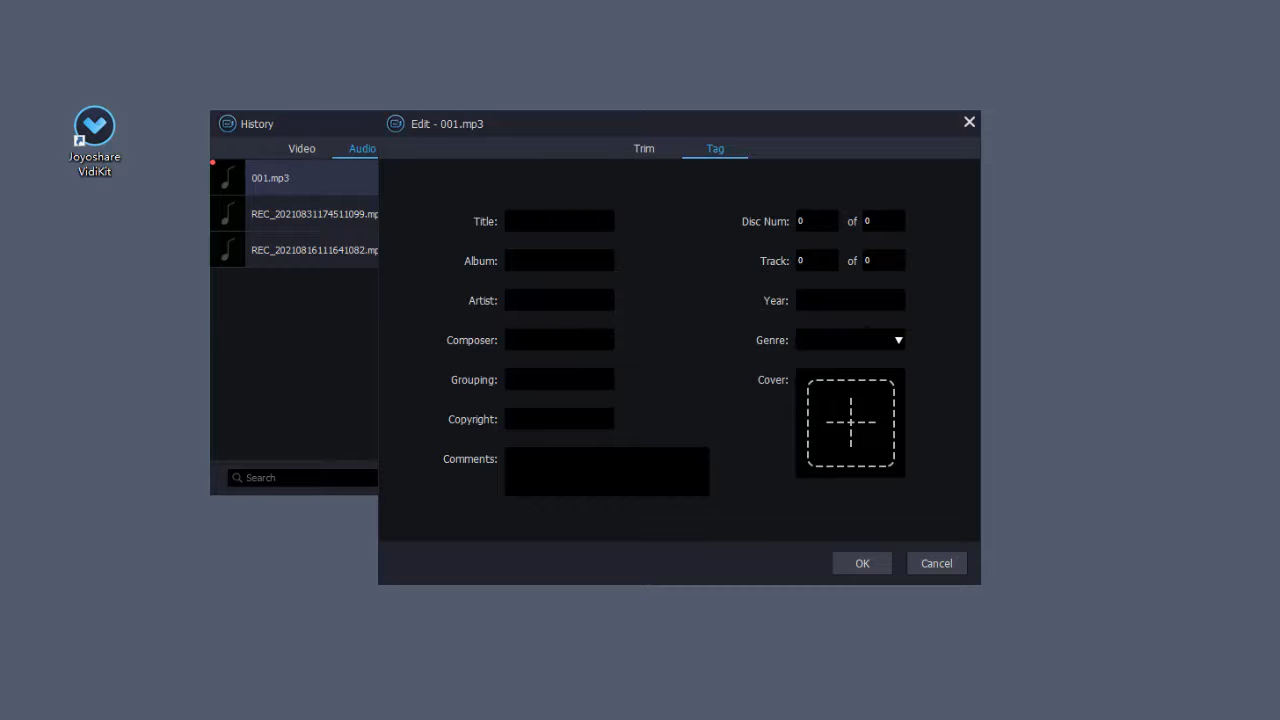 Joyoshare
VidiKit
History
Video
Audio
001.mp3
REC_20210831174511099.mp
REC_20210816111641082.mp
Search
Edit - 001.mp3
Trim
Tag
Title:
Album:
Artist:
Composer:
Grouping:
Copyright:
Comments:
Disc Num: 0 of 0
Track: 0 of 0
Year:
Genre:
Cover:
OK
Cancel